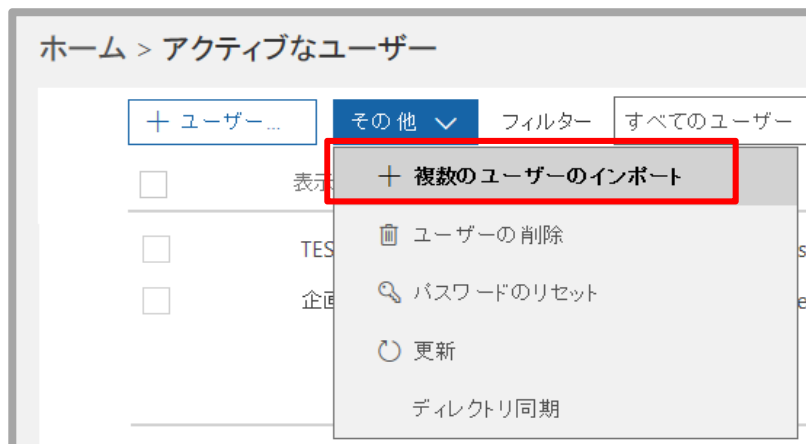 ホーム > アクティブなユーザー
+ ユーザー... その他 フィルター すべてのユーザー
表示
+ 複数のユーザーのインポート
ユーザーの削除
TES
パスワードのリセット
企画
更新
ディレクトリ同期